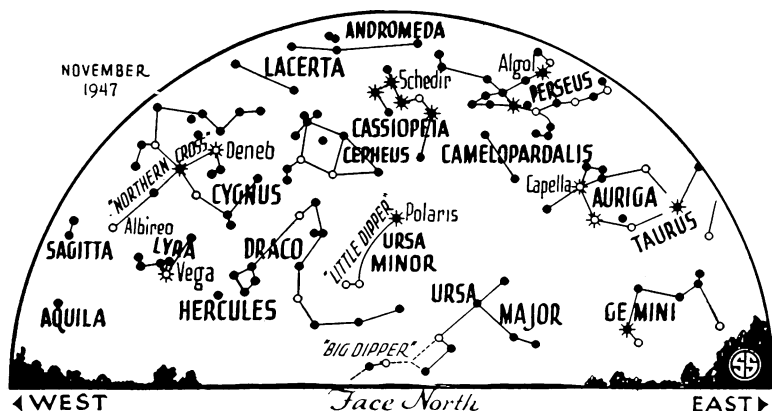 ANDROMEDA
NOVEMBER
1947
LACERTA
Schedir
Algol
PERSEUS
CASSIOPEIA
"NORTHERN CROSS"
Deneb
CEPHEUS
CAMELOPARDALIS
CYGNUS
Capella
AURIGA
Albireo
"LITTLE DIPPER"
Polaris
TAURUS
SAGITTA
LYRA
DRACO
URSA
MINOR
Vega
HERCULES
URSA MAJOR
GEMINI
AQUILA
"BIG DIPPER"
SS
WEST
Face North
EAST